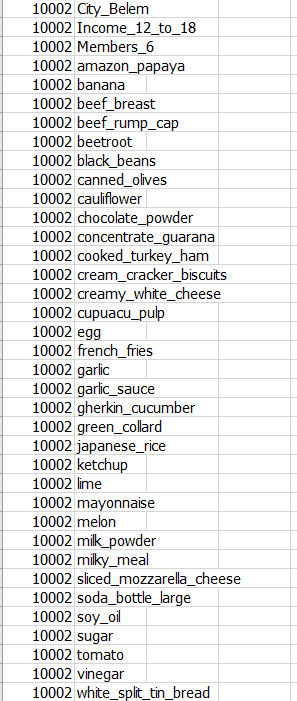 10002 City_Belem
10002 Income_12_to_18
10002 Members_6
10002 amazon_papaya
10002 banana
10002 beef_breast
10002 beef_rump_cap
10002 beetroot
10002 black_beans
10002 canned_olives
10002 cauliflower
10002 chocolate_powder
10002 concentrate_guarana
10002 cooked_turkey_ham
10002 cream_cracker_biscuits
10002 creamy_white_cheese
10002 cupuacu_pulp
10002 egg
10002 french_fries
10002 garlic
10002 garlic_sauce
10002 gherkin_cucumber
10002 green_collard
10002 japanese_rice
10002 ketchup
10002 lime
10002 mayonnaise
10002 melon
10002 milk_powder
10002 milky_meal
10002 sliced_mozzarella_cheese
10002 soda_bottle_large
10002 soy_oil
10002 sugar
10002 tomato
10002 vinegar
10002 white_split_tin_bread